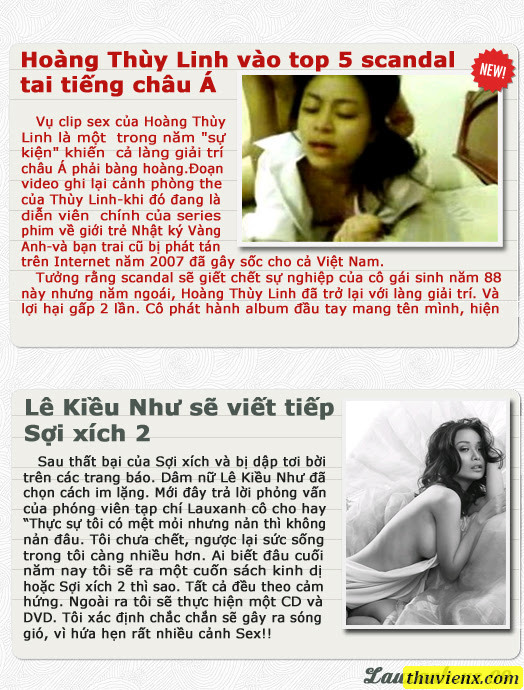 Hoàng Thùy Linh vào top 5 scandal
tai tiếng châu Á
NEW!
Vụ clip sex của Hoàng Thùy
Linh là một trong năm "sự
kiện" khiến cả làng giải trí
châu Á phải bàng hoàng.Đoạn
video ghi lại cảnh phòng the
của Thùy Linh-khi đó đang là
diễn viên chính của series
phim về giới trẻ Nhật ký Vàng
Anh-và bạn trai cũ bị phát tán
trên Internet năm 2007 đã gây sốc cho cả Việt Nam.
Tưởng rằng scandal sẽ giết chết sự nghiệp của cô gái sinh năm 88
này nhưng năm ngoái, Hoàng Thùy Linh đã trở lại với làng giải trí. Và
lợi hại gấp 2 lần. Cô phát hành album đầu tay mang tên mình, hiện
Lê Kiều Như sẽ viết tiếp
Sợi xích 2
Sau thất bại của Sợi xích và bị dập tơi bời
trên các trang báo. Dâm nữ Lê Kiều Như đã
chọn cách im lặng. Mới đây trả lời phỏng vấn
của phóng viên tạp chí Lauxanh cô cho hay
“Thực sự tôi có mệt mỏi nhưng nản thì không
nản đâu. Tôi chưa chết, ngược lại sức sống
trong tôi càng nhiều hơn. Ai biết đâu cuối
năm nay tôi sẽ ra một cuốn sách kinh dị
hoặc Sợi xích 2 thì sao. Tất cả đều theo cảm
hứng. Ngoài ra tôi sẽ thực hiện một CD và
DVD. Tôi xác định chắc chắn sẽ gây ra sóng
gió, vì hứa hẹn rất nhiều cảnh Sex!!
thuvienx.com